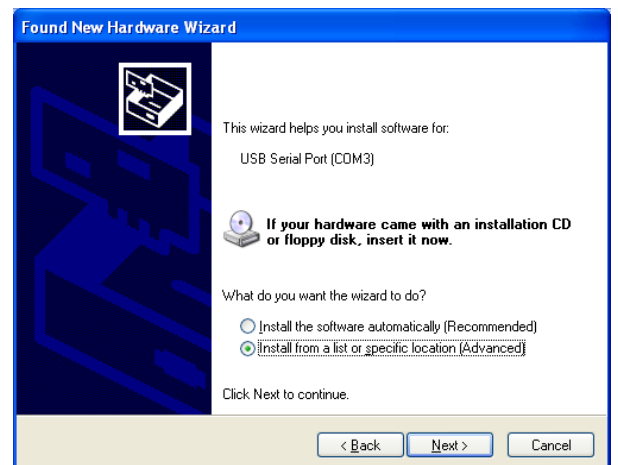 Found New Hardware Wizard
This wizard helps you install software for:
USB Serial Port (COM3)
If your hardware came with an installation CD
or floppy disk, insert it now.
What do you want the wizard to do?
Install the software automatically (Recommended)
Install from a list or specific location (Advanced)
Click Next to continue.
< Back Next > Cancel